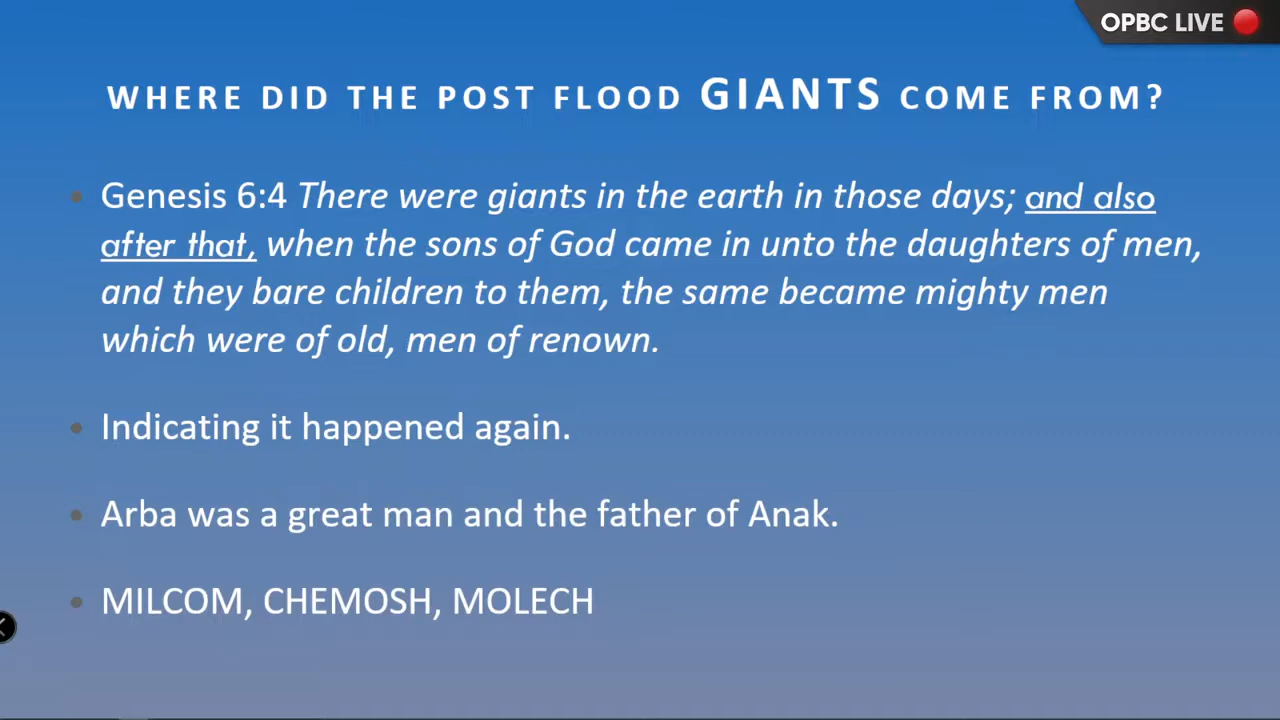 OPBC LIVE
WHERE DID THE POST FLOOD GIANTS COME FROM?
Genesis 6:4 There were giants in the earth in those days; and also
after that, when the sons of God came in unto the daughters of men,
and they bare children to them, the same became mighty men
which were of old, men of renown.
Indicating it happened again.
Arba was a great man and the father of Anak.
MILCOM, CHEMOSH, MOLECH